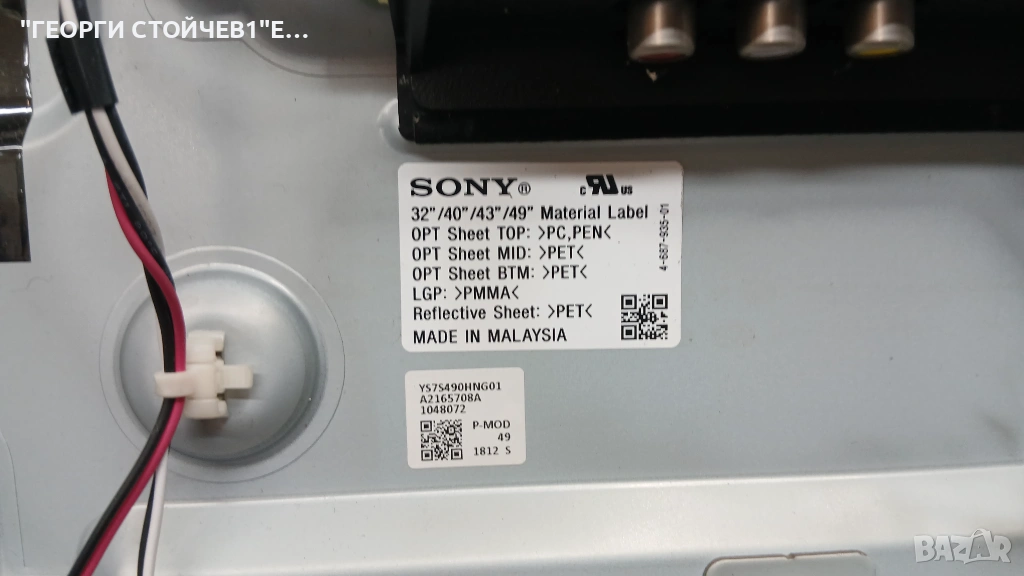 "ГЕОРГИ СТОЙЧЕВ1"Е...
SONY®
c RU US
32"/40"/43"/49" Material Label
OPT Sheet TOP: >PC,PEN<
OPT Sheet MID: >PET<
OPT Sheet BTM: >PET<
LGP: >PMMA<
Reflective Sheet: >PET<
MADE IN MALAYSIA
4-687-935-01
YS7S490HNG01
A2165708A
1048072
P-MOD
49
1812 S
BAZAR